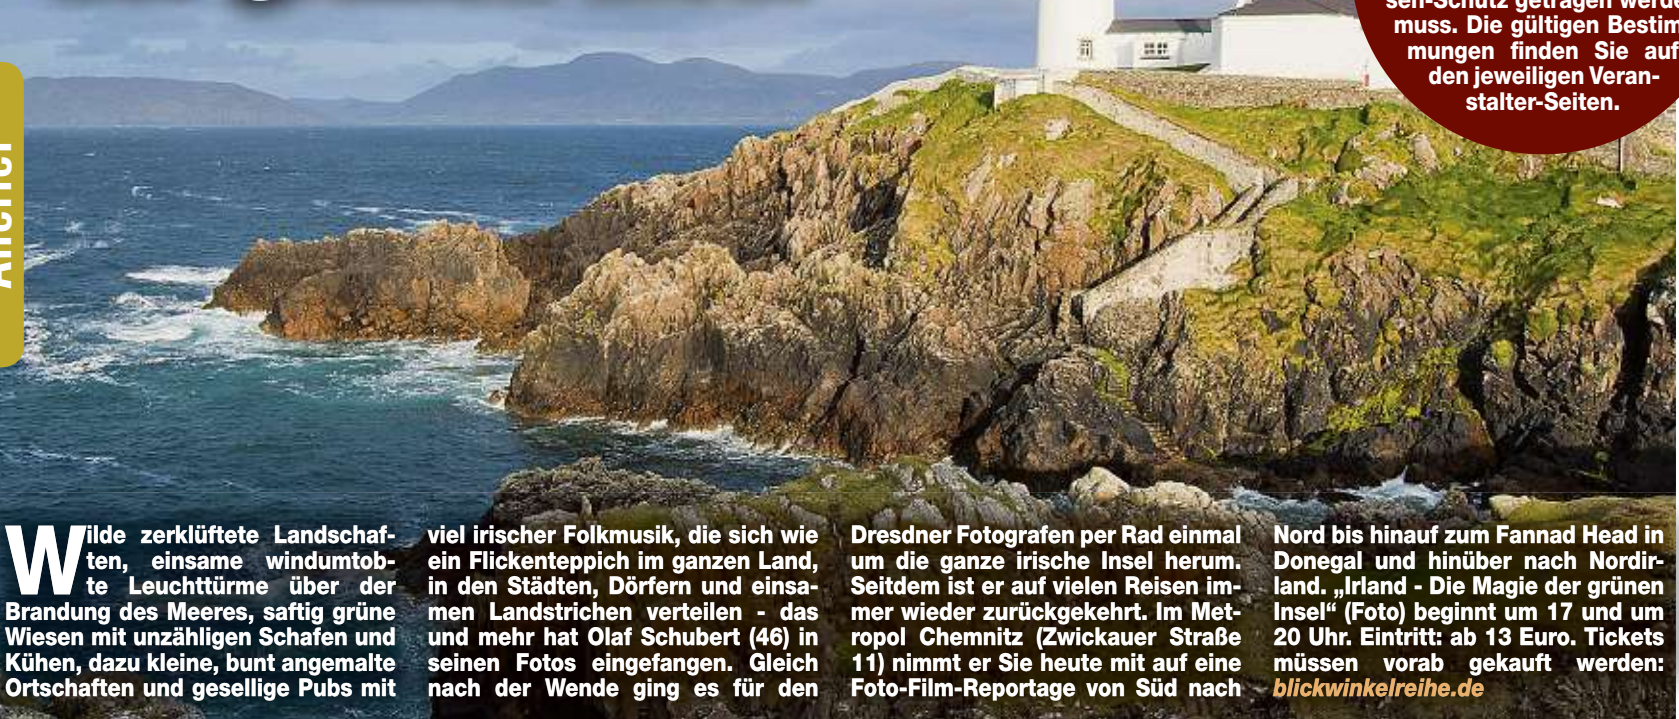 sen-Schutz getragen werde
muss. Die gültigen Bestim
mungen finden Sie auf
den jeweiligen Veran-
stalter-Seiten.
Wilde zerklüftete Landschaf-
ten, einsame windumtob-
te Leuchttürme über der
Brandung des Meeres, saftig grüne
Wiesen mit unzähligen Schafen und
Kühen, dazu kleine, bunt angemalte
Ortschaften und gesellige Pubs mit
viel irischer Folkmusik, die sich wie
ein Flickenteppich im ganzen Land,
in den Städten, Dörfern und einsa-
men Landstrichen verteilen - das
und mehr hat Olaf Schubert (46) in
seinen Fotos eingefangen. Gleich
nach der Wende ging es für den
Dresdner Fotografen per Rad einmal
um die ganze irische Insel herum.
Seitdem ist er auf vielen Reisen im-
mer wieder zurückgekehrt. Im Met-
ropol Chemnitz (Zwickauer Straße
11) nimmt er Sie heute mit auf eine
Foto-Film-Reportage von Süd nach
Nord bis hinauf zum Fannad Head in
Donegal und hinüber nach Nordir-
land. „Irland - Die Magie der grünen
Insel“ (Foto) beginnt um 17 und um
20 Uhr. Eintritt: ab 13 Euro. Tickets
müssen vorab gekauft werden:
blickwinkelreihe.de